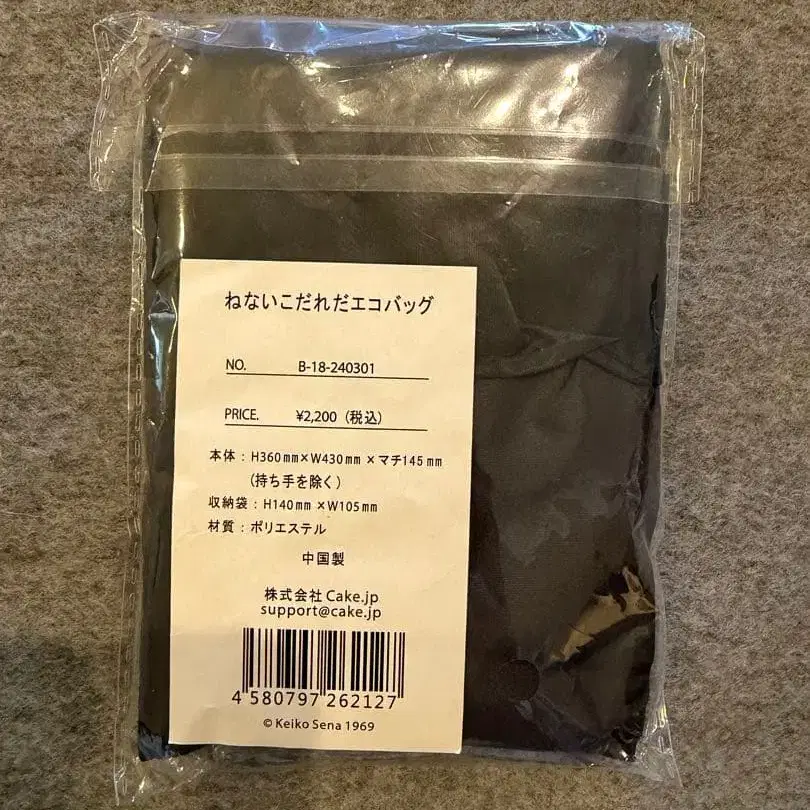 ねないこだれだエコバッグ
NO. B-18-240301
PRICE. ¥2,200（税込）
本体：H360㎜×W430㎜×マチ145㎜
（持ち手を除く）
収納袋：H140㎜×W105㎜
材質：ポリエステル
中国製
株式会社 Cake.jp
support@cake.jp
4 580797 262127
© Keiko Sena 1969